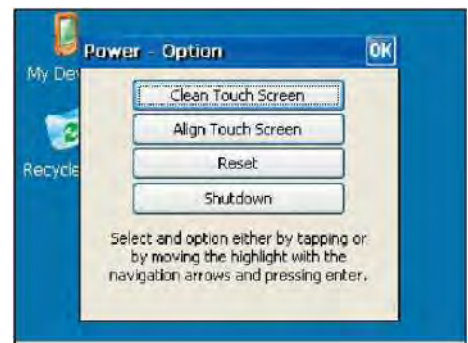 Power - Option OK
My Dev
Recycle
Clean Touch Screen
Align Touch Screen
Reset
Shutdown
Select and option either by tapping or
by moving the highlight with the
navigation arrows and pressing enter.